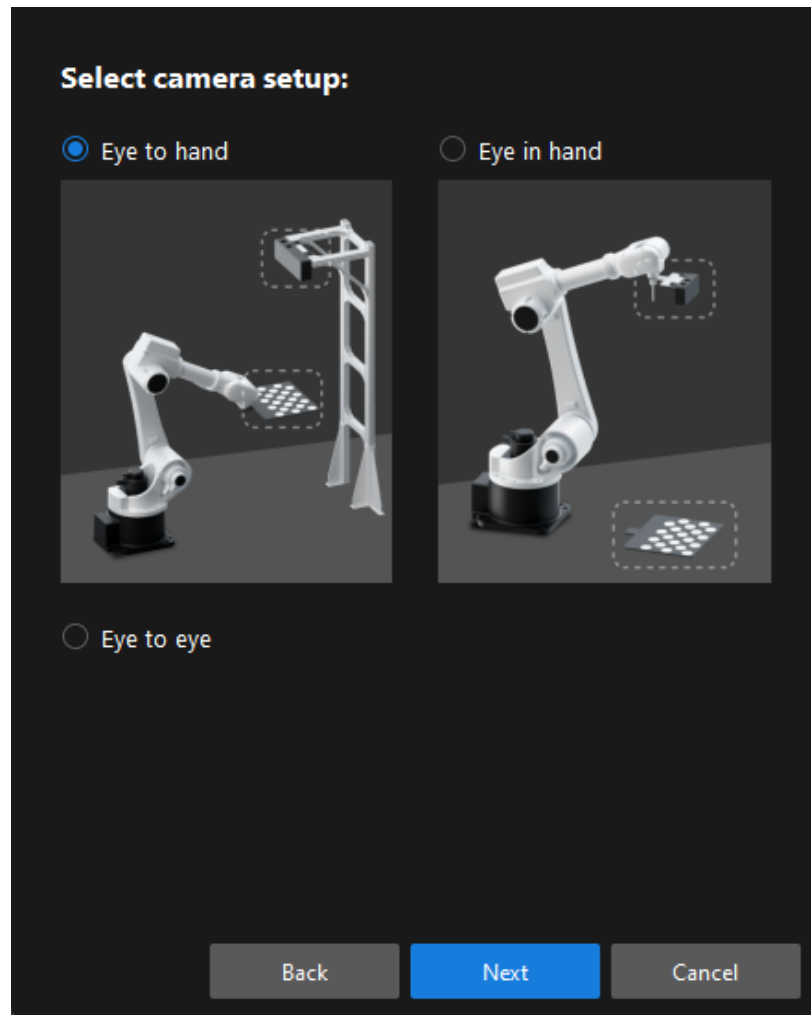 Select camera setup:
Eye to hand
Eye in hand
Eye to eye
Back
Next
Cancel